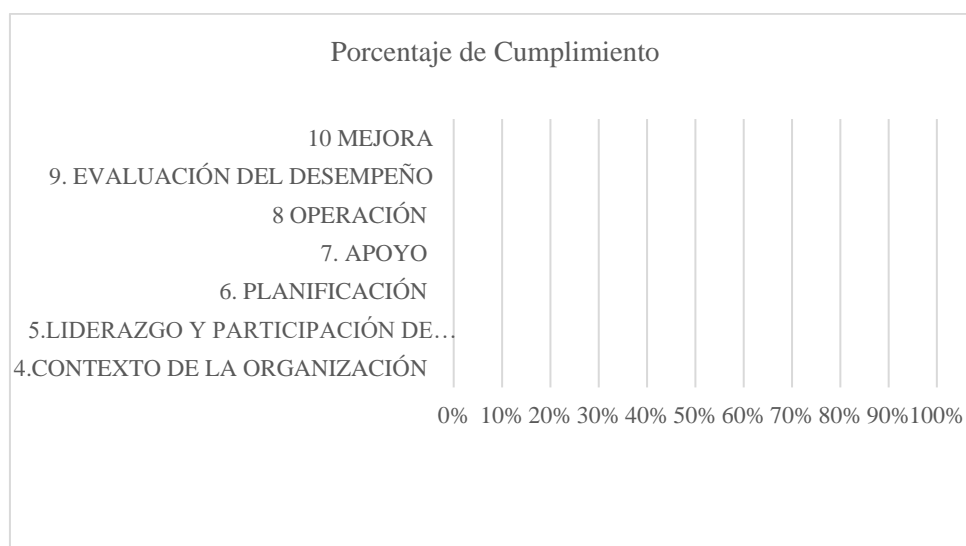 Porcentaje de Cumplimiento
10 MEJORA
9. EVALUACIÓN DEL DESEMPEÑO
8 OPERACIÓN
7. APOYO
6. PLANIFICACIÓN
5.LIDERAZGO Y PARTICIPACIÓN DE…
4.CONTEXTO DE LA ORGANIZACIÓN
0% 10% 20% 30% 40% 50% 60% 70% 80% 90%100%